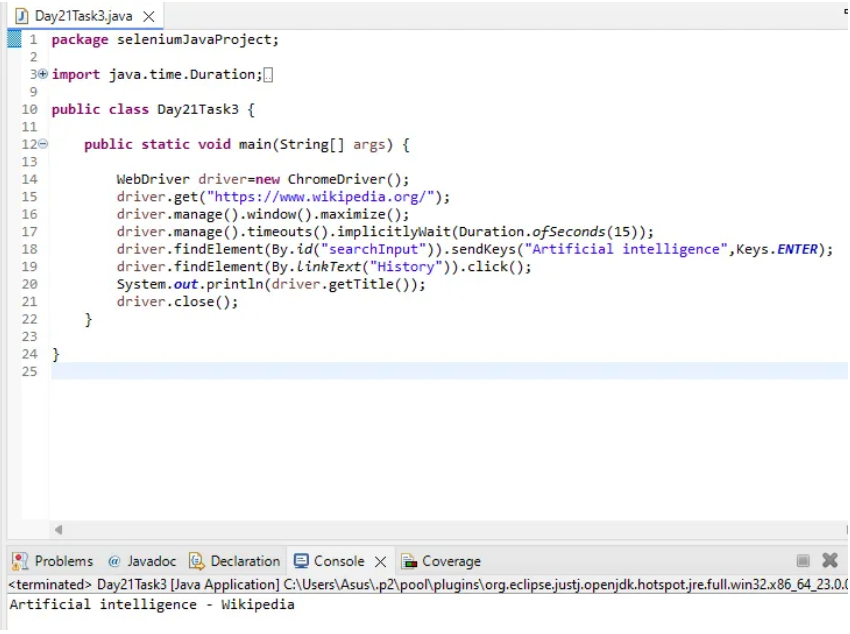 Day21Task3.java
1 package seleniumJavaProject;
2
3 import java.time.Duration;
9
10 public class Day21Task3 {
11
12 public static void main(String[] args) {
13
14 WebDriver driver=new ChromeDriver();
15 driver.get("https://www.wikipedia.org/");
16 driver.manage().window().maximize();
17 driver.manage().timeouts().implicitlyWait(Duration.ofSeconds(15));
18 driver.findElement(By.id("searchInput")).sendKeys("Artificial intelligence",Keys.ENTER);
19 driver.findElement(By.linkText("History")).click();
20 System.out.println(driver.getTitle());
21 driver.close();
22 }
23
24 }
25
Problems @ Javadoc Declaration Console Coverage
<terminated> Day21Task3 [Java Application] C:\Users\Asus\.p2\pool\plugins\org.eclipse.justj.openjdk.hotspot.jre.full.win32.x86_64_23.0.0
Artificial intelligence - Wikipedia